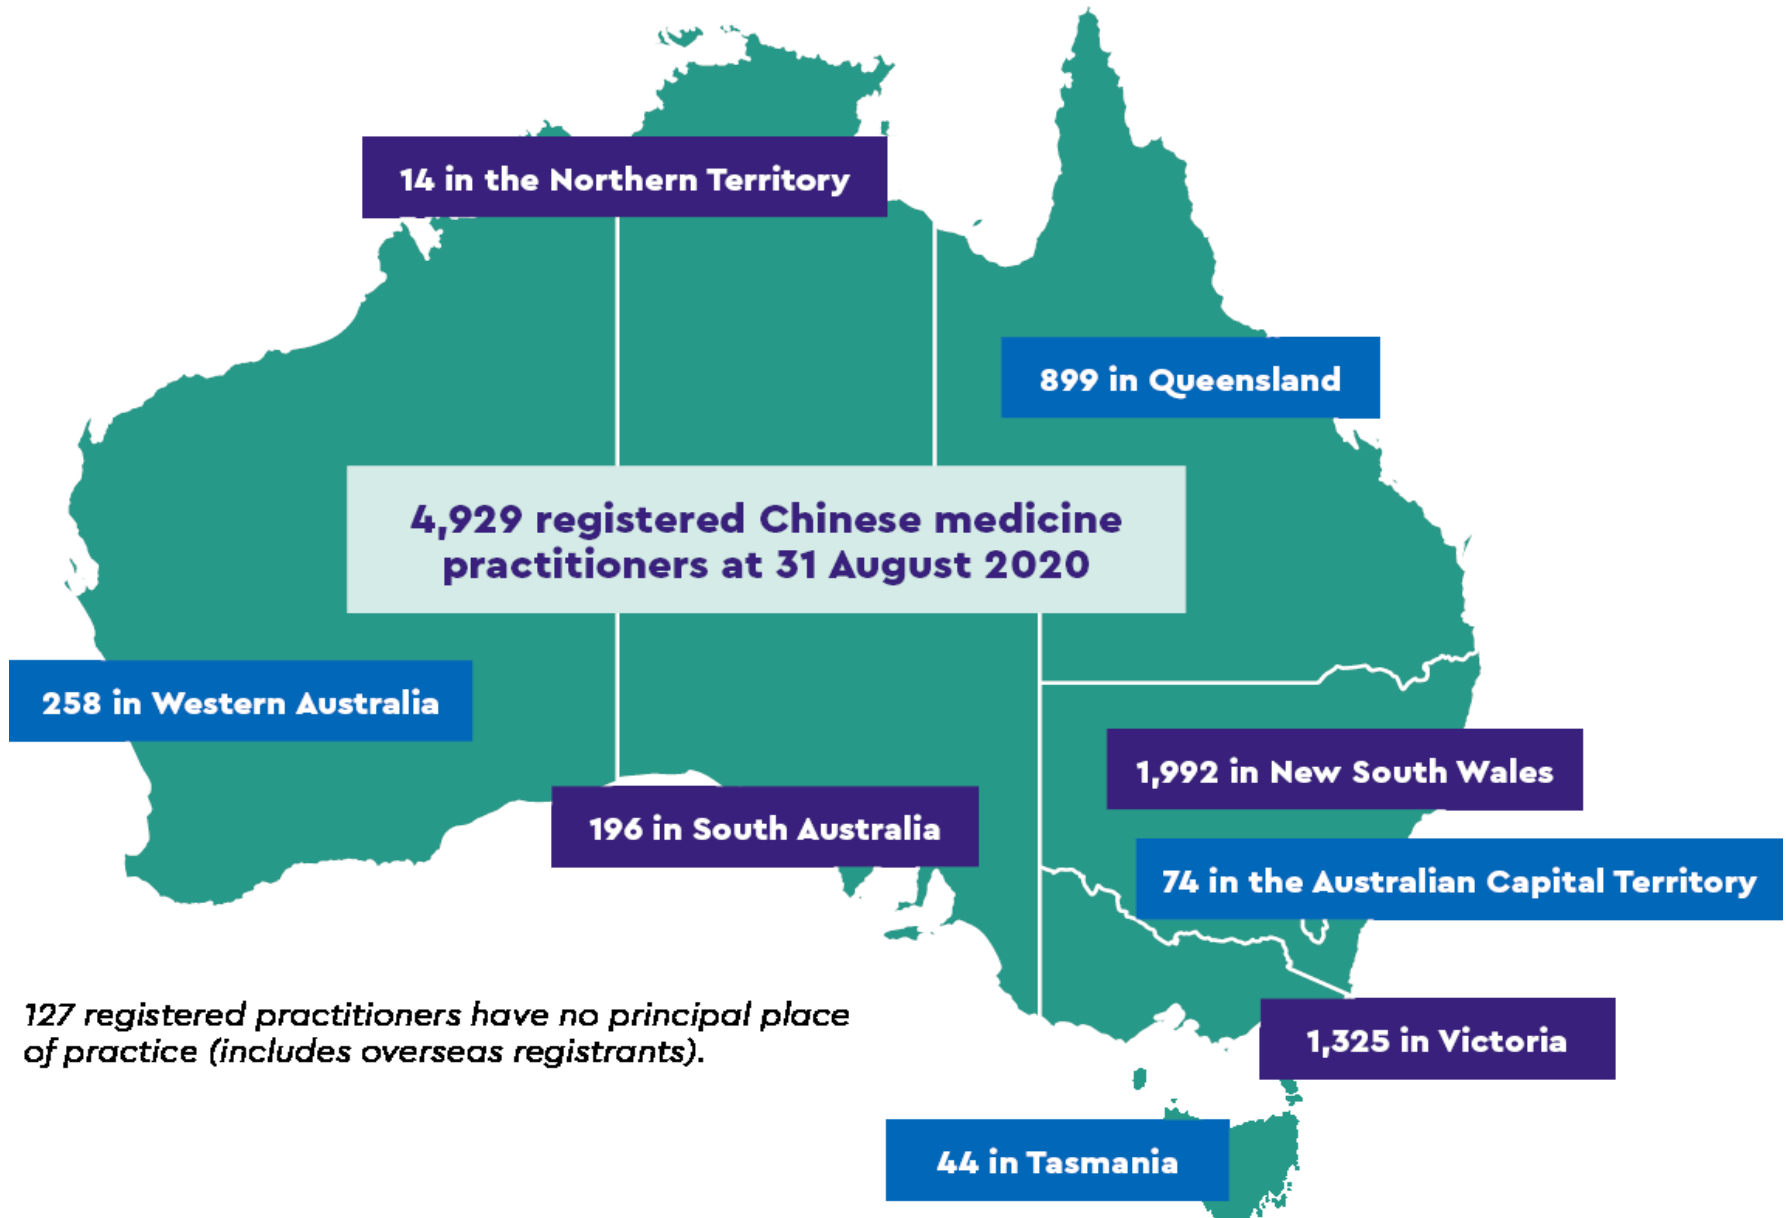 14 in the Northern Territory
899 in Queensland
4,929 registered Chinese medicine
practitioners at 31 August 2020
258 in Western Australia
1,992 in New South Wales
196 in South Australia
74 in the Australian Capital Territory
127 registered practitioners have no principal place
of practice (includes overseas registrants).
1,325 in Victoria
44 in Tasmania